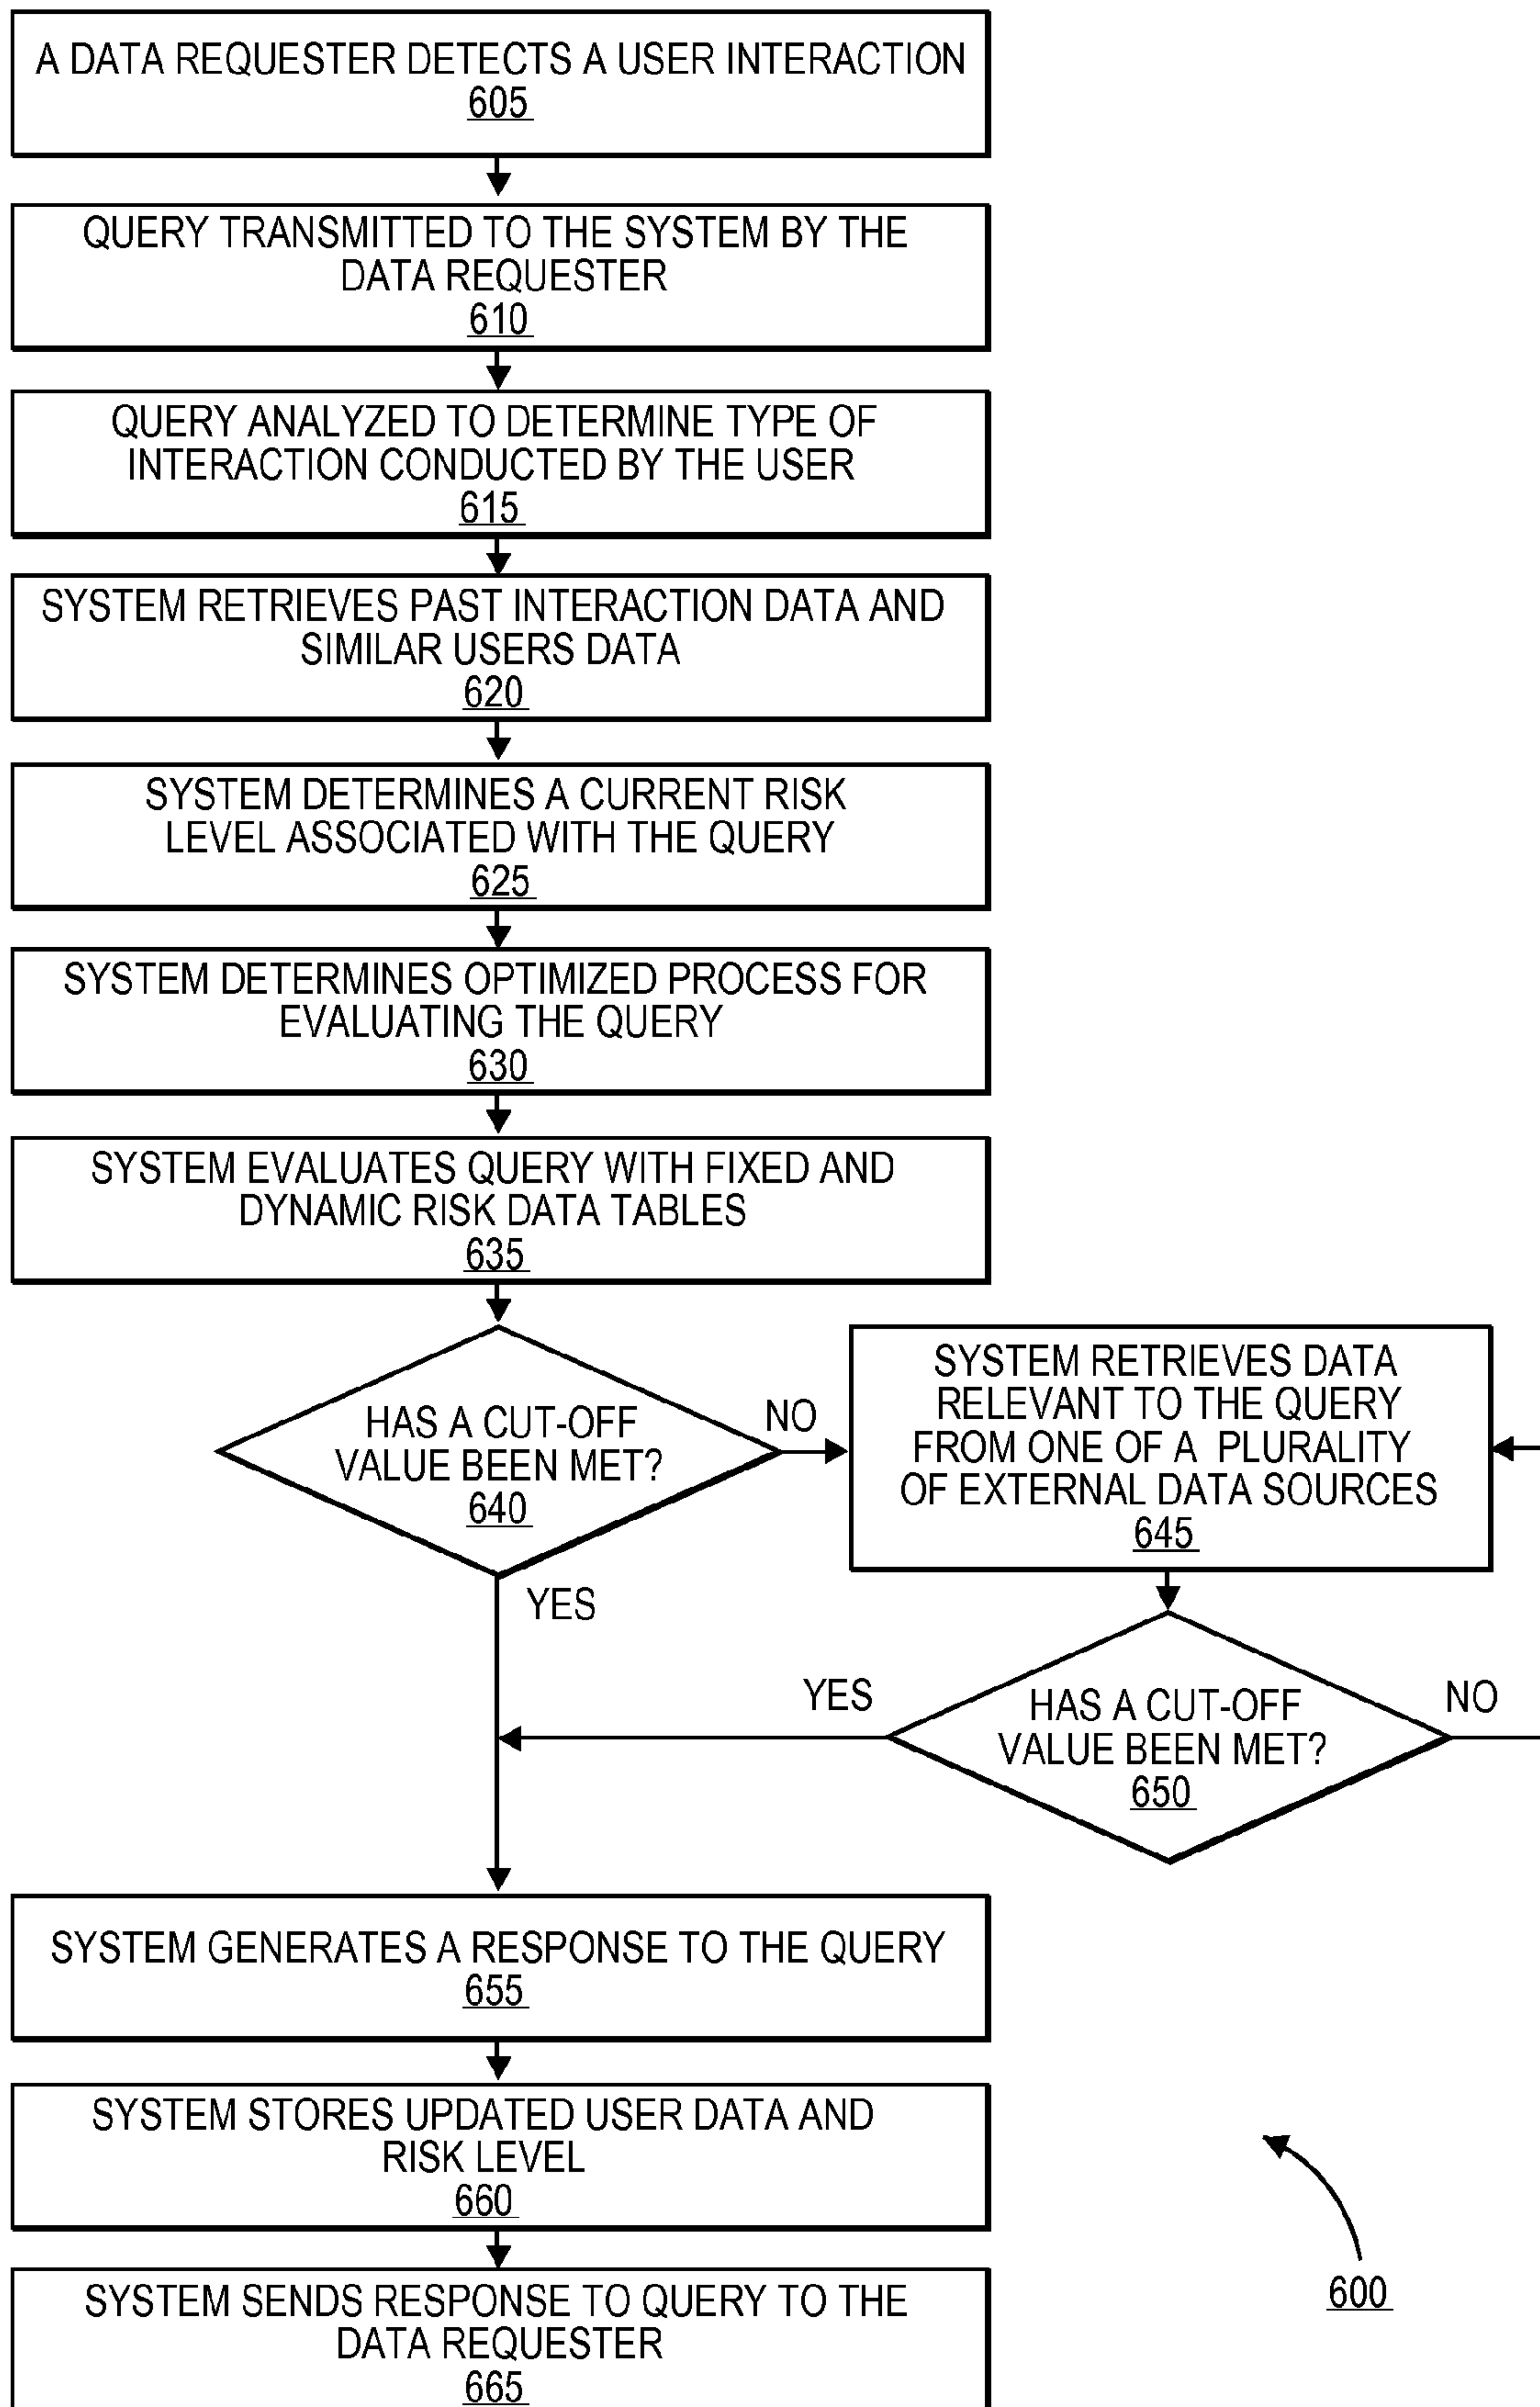 A DATA REQUESTER DETECTS A USER INTERACTION
605
QUERY TRANSMITTED TO THE SYSTEM BY THE
DATA REQUESTER
610
QUERY ANALYZED TO DETERMINE TYPE OF
INTERACTION CONDUCTED BY THE USER
615
SYSTEM RETRIEVES PAST INTERACTION DATA AND
SIMILAR USERS DATA
620
SYSTEM DETERMINES A CURRENT RISK
LEVEL ASSOCIATED WITH THE QUERY
625
SYSTEM DETERMINES OPTIMIZED PROCESS FOR
EVALUATING THE QUERY
630
SYSTEM EVALUATES QUERY WITH FIXED AND
DYNAMIC RISK DATA TABLES
635
HAS A CUT-OFF
VALUE BEEN MET?
640
NO
YES
SYSTEM RETRIEVES DATA
RELEVANT TO THE QUERY
FROM ONE OF A PLURALITY
OF EXTERNAL DATA SOURCES
645
YES
HAS A CUT-OFF
VALUE BEEN MET?
650
NO
SYSTEM GENERATES A RESPONSE TO THE QUERY
655
SYSTEM STORES UPDATED USER DATA AND
RISK LEVEL
660
SYSTEM SENDS RESPONSE TO QUERY TO THE
DATA REQUESTER
665
600